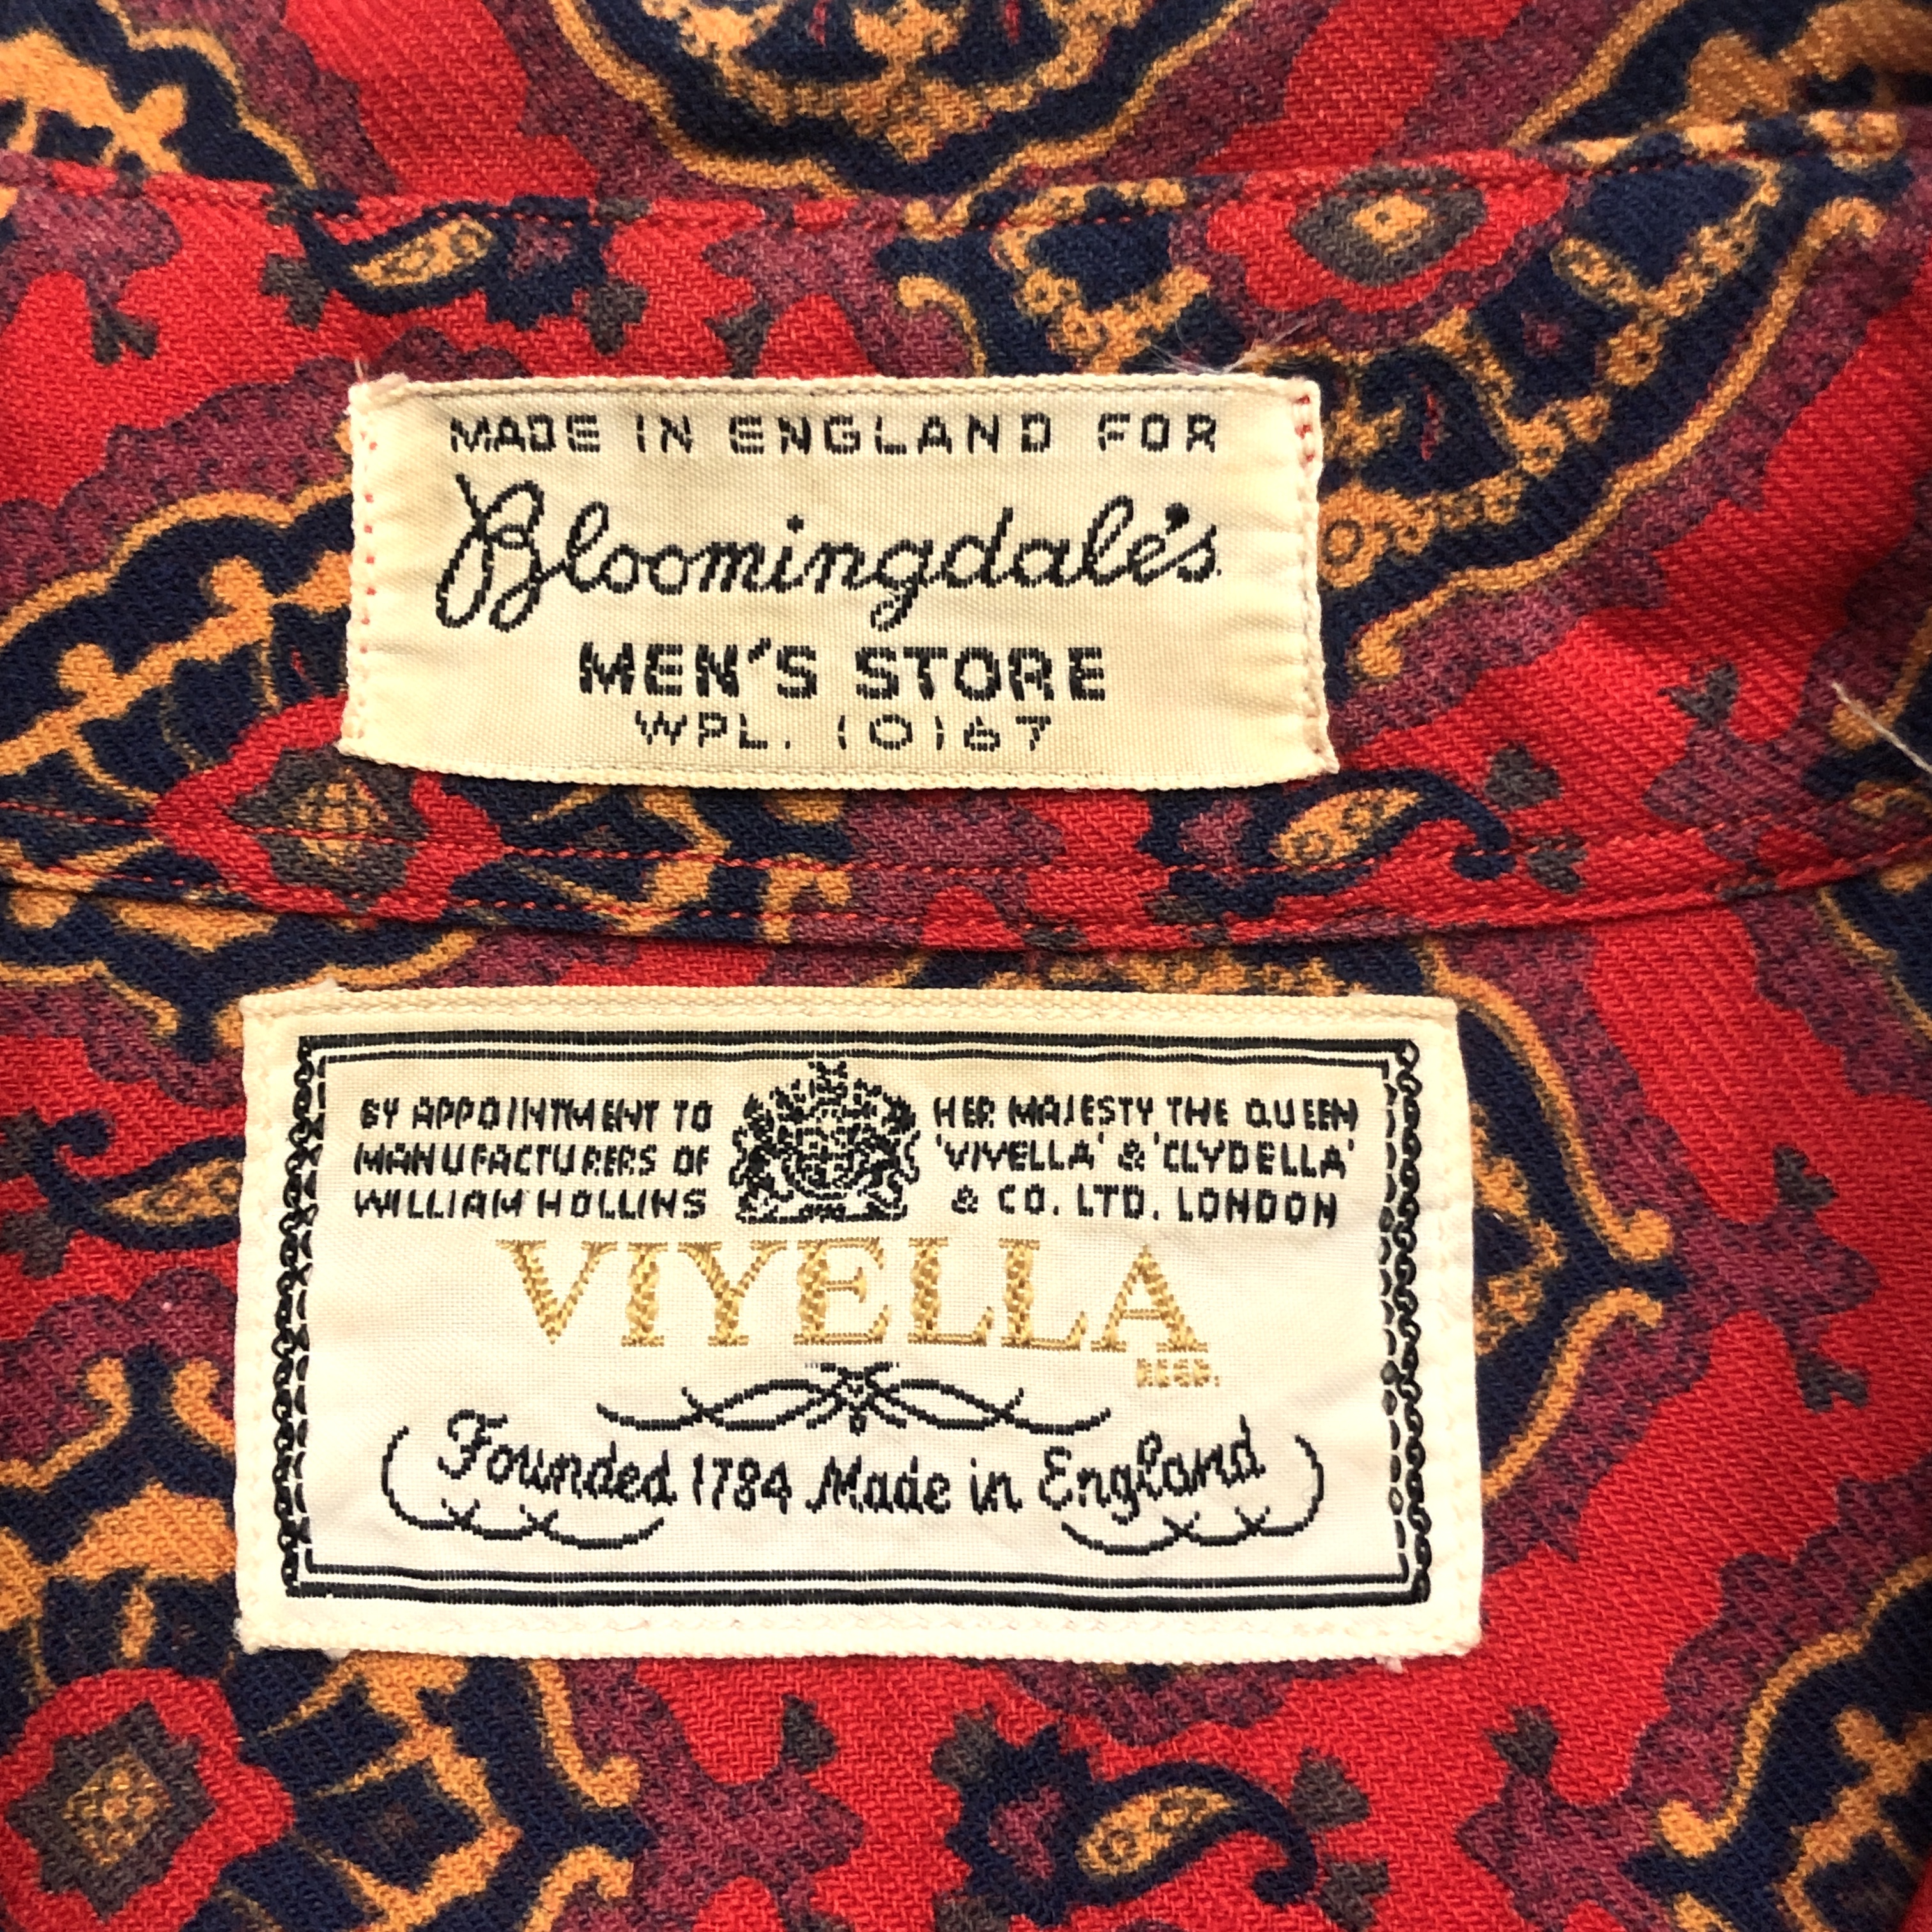 MADE IN ENGLAND FOR
Bloomingdale's
MEN'S STORE
WPL. 10167
BY APPOINTMENT TO HER MAJESTY THE QUEEN
MANUFACTURERS OF 'VIYELLA' & 'CLYDELLA'
WILLIAM HOLLINS & CO. LTD. LONDON
VIYELLA
REGD.
Founded 1784 Made in England